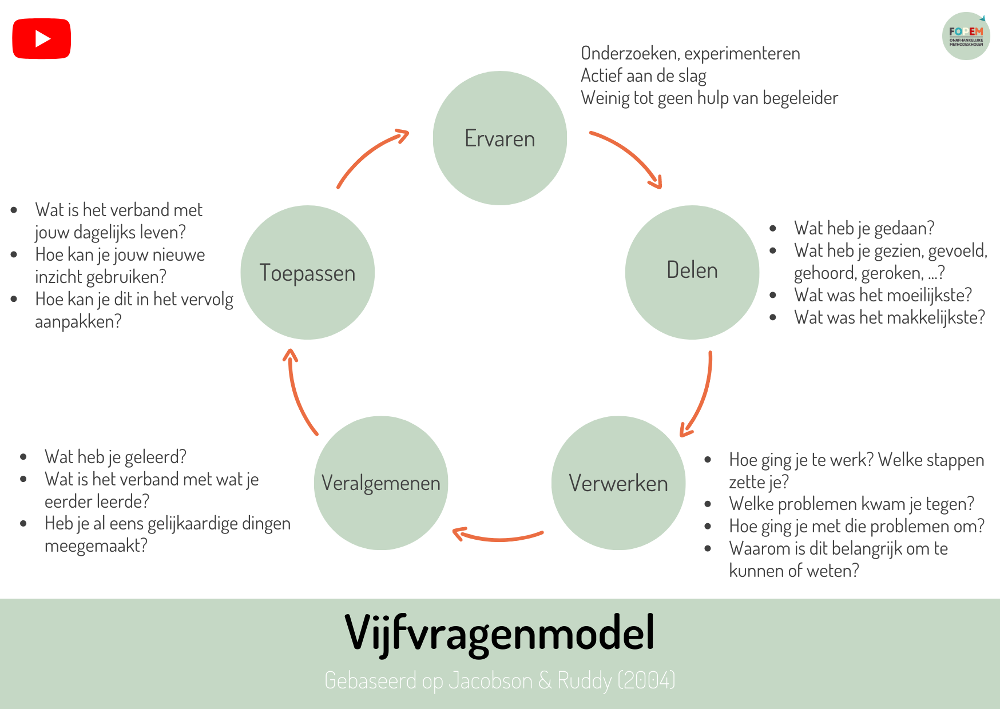 FOPEM
ONAFHANKELIJKE
METHODESCHOLEN
Onderzoeken, experimenteren
Actief aan de slag
Weinig tot geen hulp van begeleider
Ervaren
Delen
Wat heb je gedaan?
Wat heb je gezien, gevoeld,
gehoord, geroken, ...?
Wat was het moeilijkste?
Wat was het makkelijkste?
Verwerken
Hoe ging je te werk? Welke stappen
zette je?
Welke problemen kwam je tegen?
Hoe ging je met die problemen om?
Waarom is dit belangrijk om te
kunnen of weten?
Veralgemenen
Wat heb je geleerd?
Wat is het verband met wat je
eerder leerde?
Heb je al eens gelijkaardige dingen
meegemaakt?
Toepassen
Wat is het verband met
jouw dagelijks leven?
Hoe kan je jouw nieuwe
inzicht gebruiken?
Hoe kan je dit in het vervolg
aanpakken?
Vijfvragenmodel
Gebaseerd op Jacobson & Ruddy (2004)